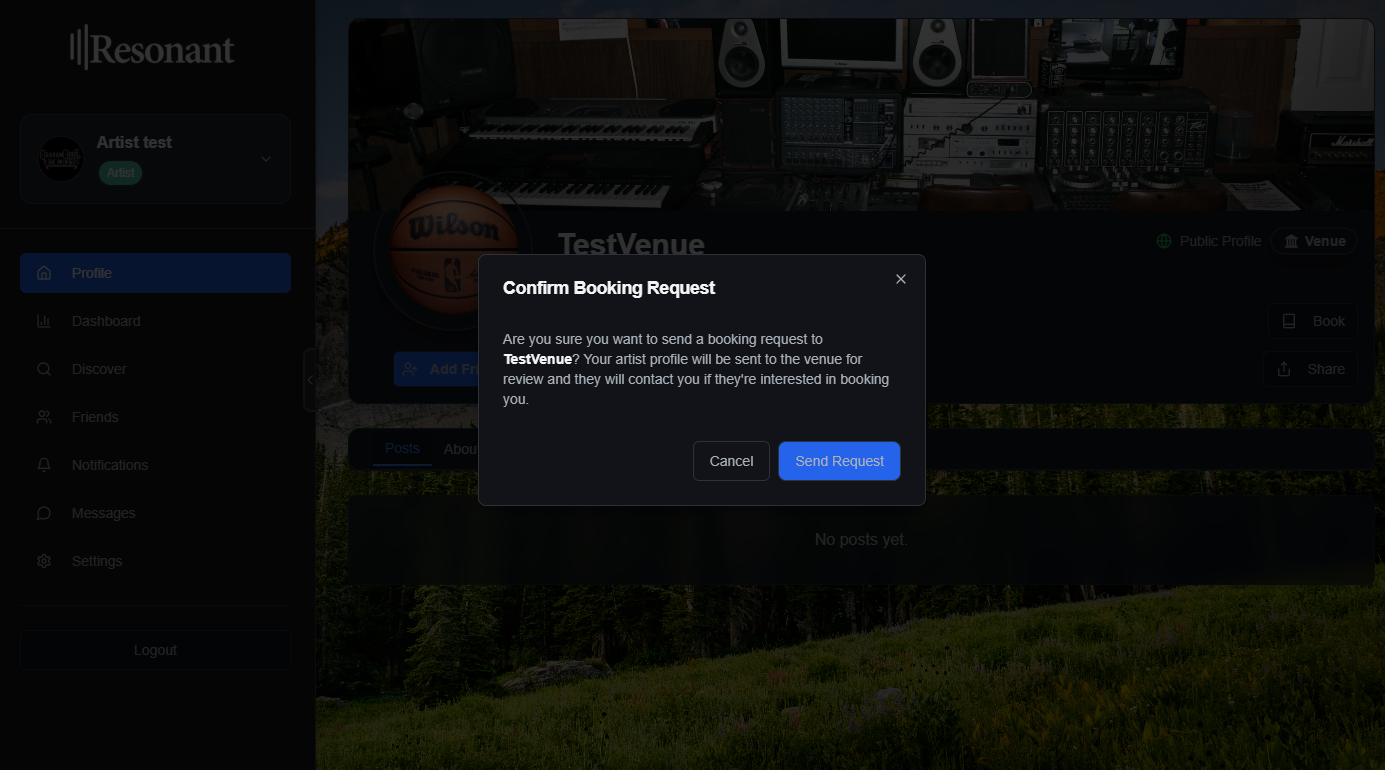 Resonant
Artist test
Artist
Profile
Dashboard
Discover
Friends
Notifications
Messages
Settings
Logout
Marshall
Wilson
TestVenue
Public Profile
Venue
Book
Add Fri
Share
Confirm Booking Request
Are you sure you want to send a booking request to
TestVenue? Your artist profile will be sent to the venue for
review and they will contact you if they're interested in booking
you.
Cancel
Send Request
Posts
Abou
No posts yet.